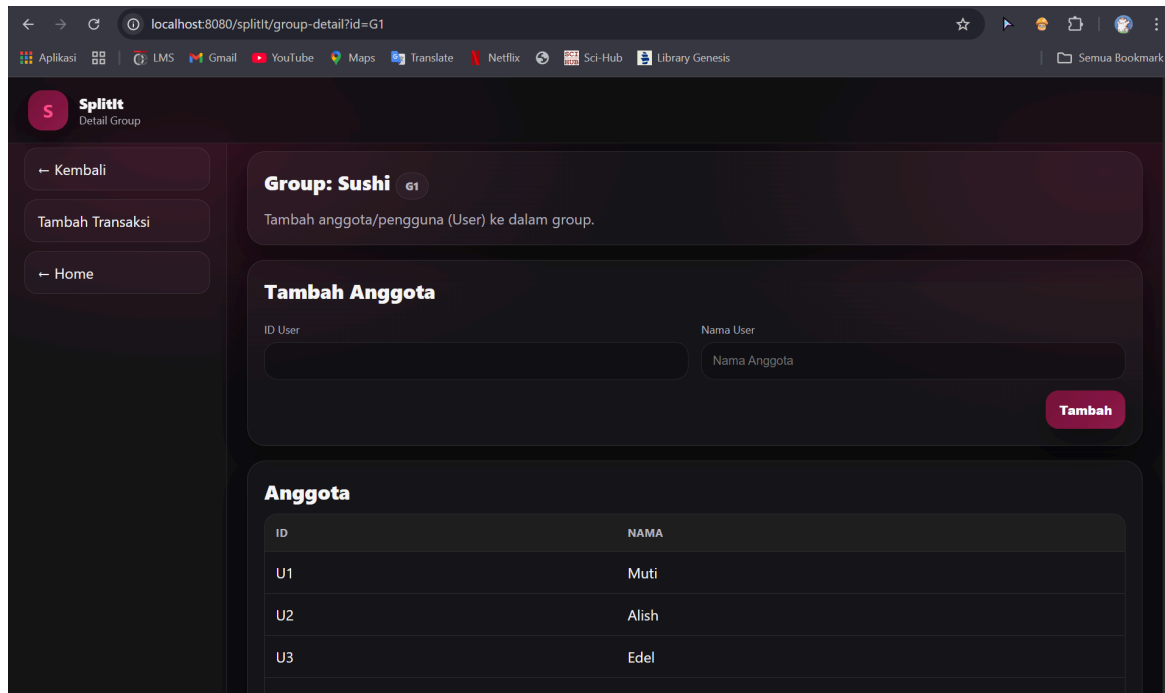 localhost:8080/splitIt/group-detail?id=G1
Aplikasi LMS Gmail YouTube Maps Translate Netflix Sci-Hub Library Genesis Semua Bookmark
S
SplitIt
Detail Group
← Kembali
Tambah Transaksi
← Home
Group: Sushi G1
Tambah anggota/pengguna (User) ke dalam group.
Tambah Anggota
ID User Nama User
Nama Anggota
Tambah
Anggota
ID NAMA
U1 Muti
U2 Alish
U3 Edel